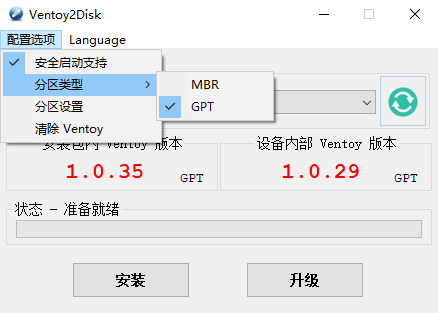 Ventoy2Disk
配置选项 Language
安全启动支持
分区类型
MBR
分区设置
GPT
清除 Ventoy
安装包内 Ventoy 版本
设备内部 Ventoy 版本
1.0.35 GPT
1.0.29 GPT
状态 - 准备就绪
安装
升级